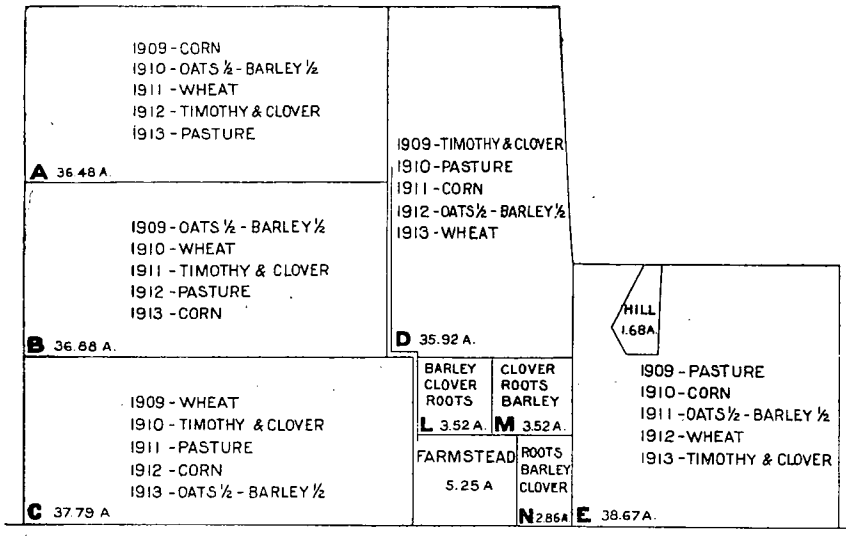 1909-CORN
1910-OATS ½-BARLEY ½
1911-WHEAT
1912-TIMOTHY & CLOVER
1913-PASTURE
A 36.48 A.
1909-OATS ½-BARLEY ½
1910-WHEAT
1911-TIMOTHY & CLOVER
1912-PASTURE
1913-CORN
B 36.88 A.
1909-WHEAT
1910-TIMOTHY & CLOVER
1911-PASTURE
1912-CORN
1913-OATS ½-BARLEY ½
C 37.79 A
1909-TIMOTHY & CLOVER
1910-PASTURE
1911-CORN
1912-OATS ½-BARLEY ½
1913-WHEAT
D 35.92 A.
BARLEY
CLOVER
ROOTS
L 3.52 A.
CLOVER
ROOTS
BARLEY
M 3.52 A.
FARMSTEAD
5.25 A
ROOTS
BARLEY
CLOVER
N 2.86A
HILL
1.68A.
1909-PASTURE
1910-CORN
1911-OATS ½-BARLEY ½
1912-WHEAT
1913-TIMOTHY & CLOVER
E 38.67A.